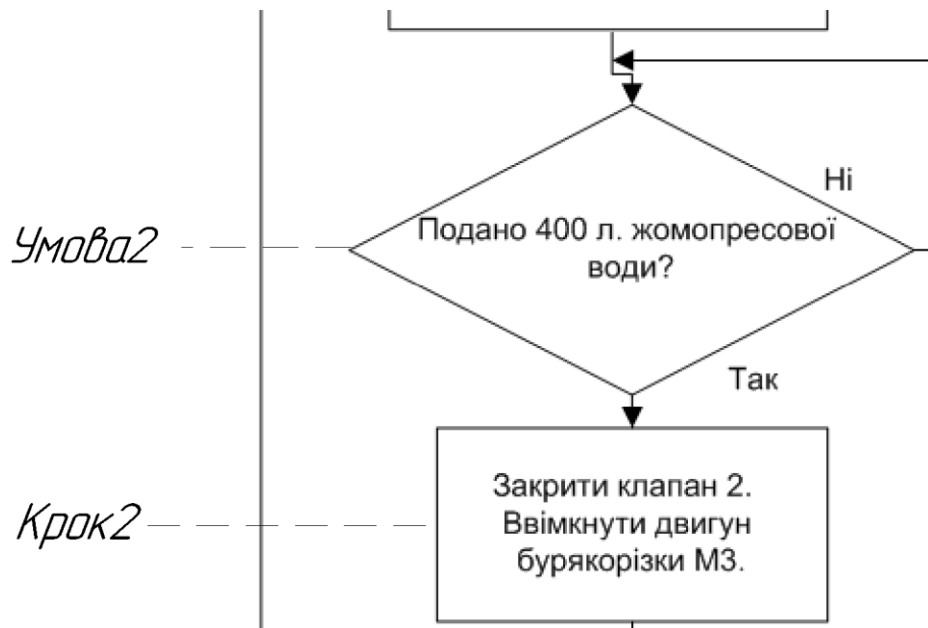 Ні
Умова2
Подано 400 л. жомопресової
води?
Так
Крок2
Закрити клапан 2.
Ввімкнути двигун
бурякорізки М3.